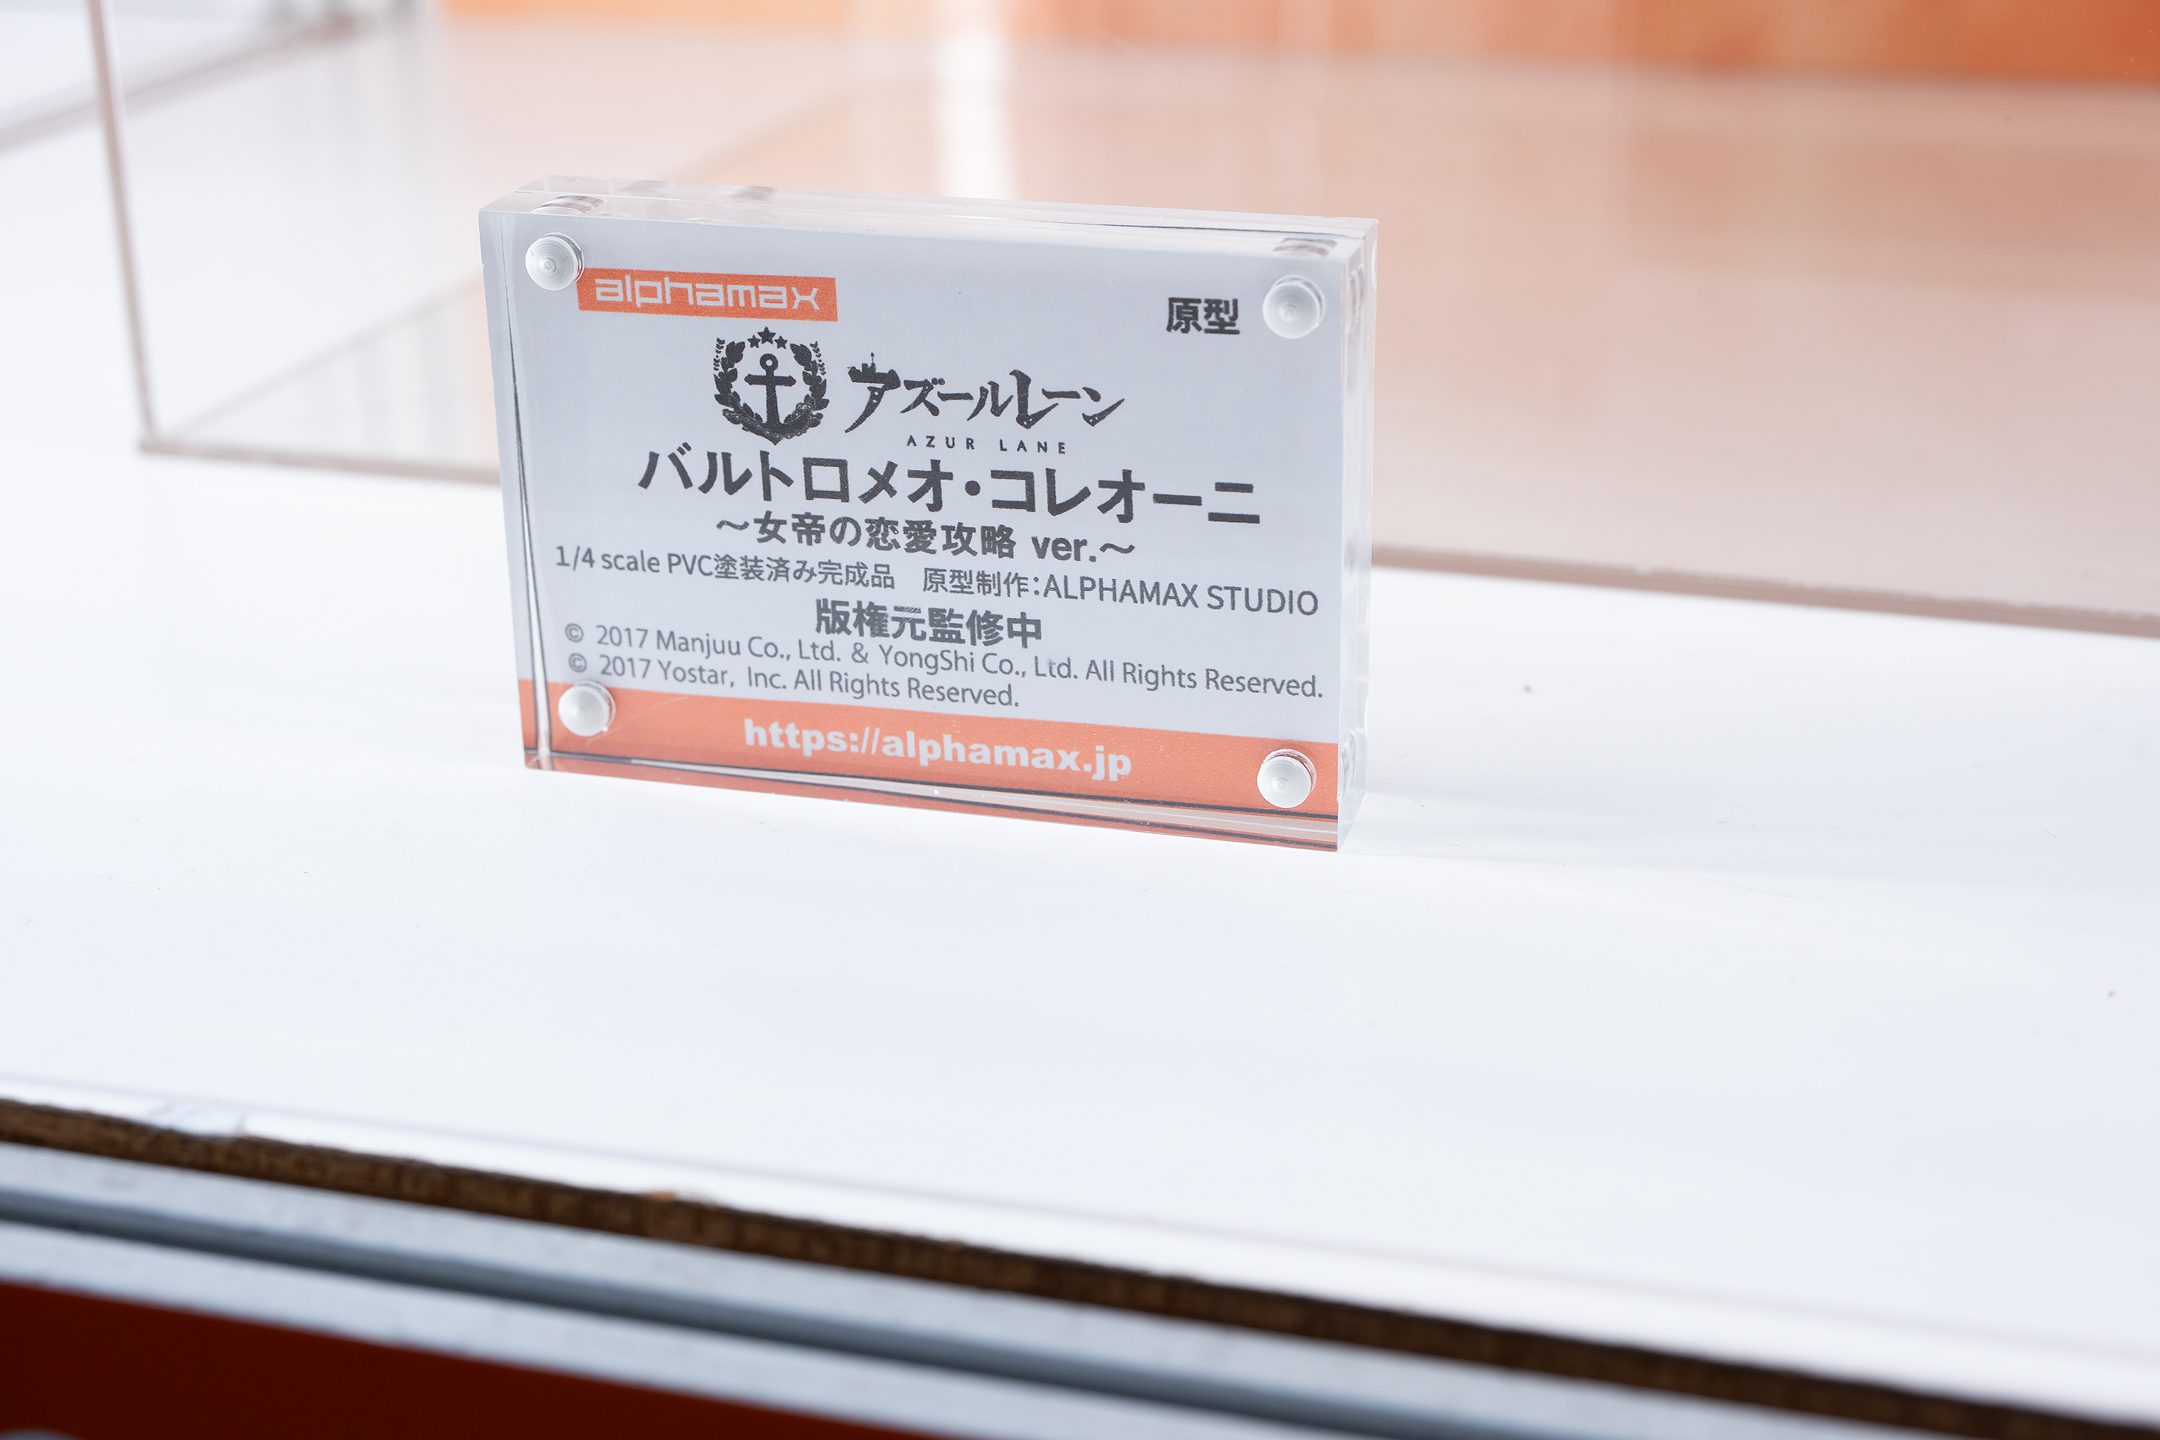 alphamax
原型
アズールレーン
AZUR LANE
バルトロメオ・コレオーニ
～女帝の恋愛攻略 ver.～
1/4 scale PVC塗装済み完成品　原型制作：ALPHAMAX STUDIO
版権元監修中
© 2017 Manjuu Co., Ltd. & YongShi Co., Ltd. All Rights Reserved.
© 2017 Yostar, Inc. All Rights Reserved.
https://alphamax.jp